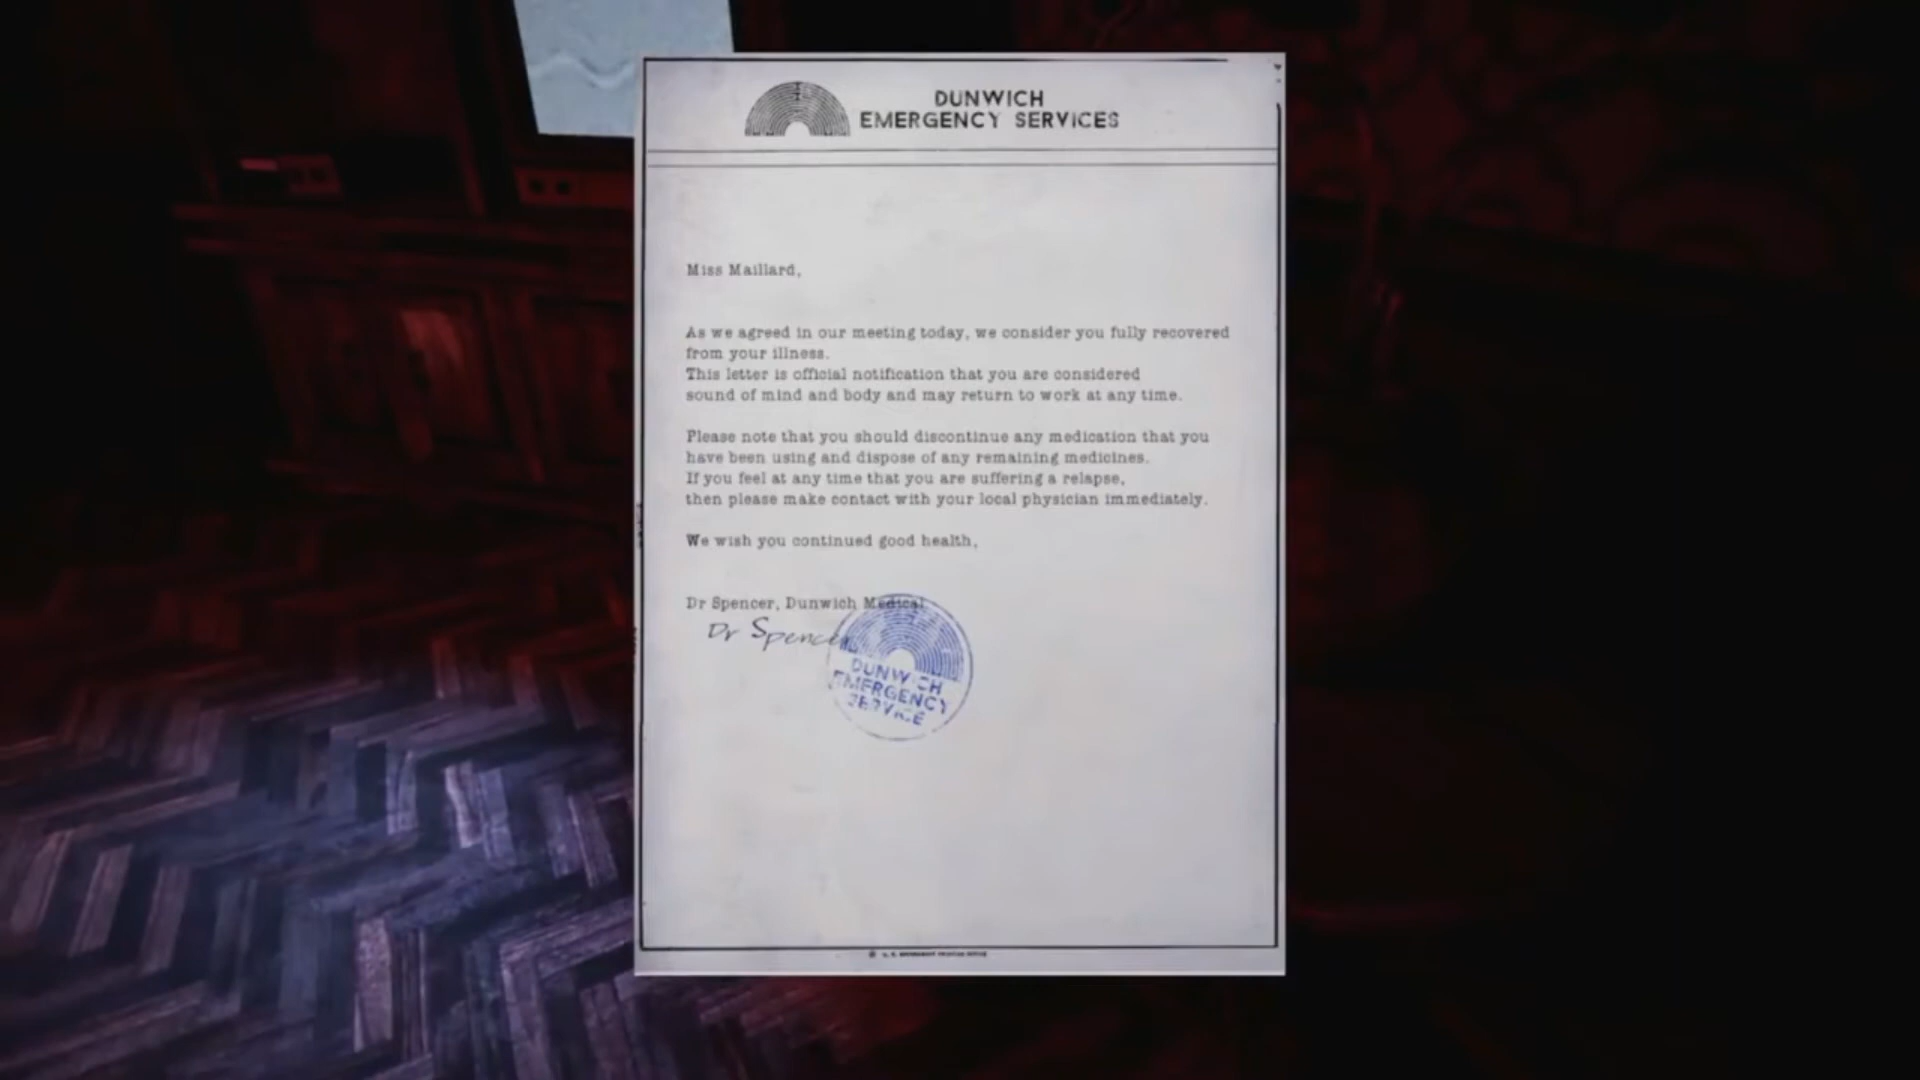 DUNWICH
EMERGENCY SERVICES
Miss Maillard,
As we agreed in our meeting today, we consider you fully recovered
from your illness.
This letter is official notification that you are considered
sound of mind and body and may return to work at any time.
Please note that you should discontinue any medication that you
have been using and dispose of any remaining medicines.
If you feel at any time that you are suffering a relapse,
then please make contact with your local physician immediately.
We wish you continued good health,
Dr Spencer, Dunwich Medical
Dr Spencer
DUNWICH
EMERGENCY
SERVICE